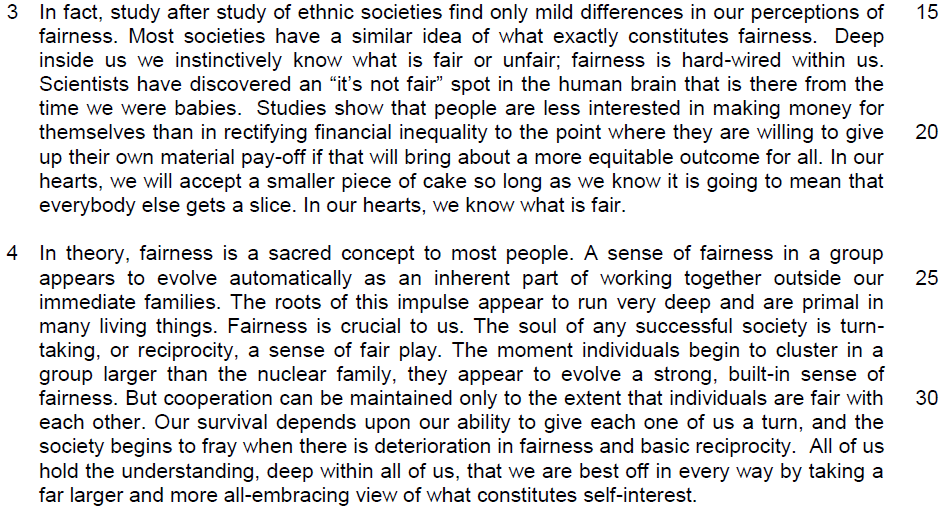 3 In fact, study after study of ethnic societies find only mild differences in our perceptions of 15
fairness. Most societies have a similar idea of what exactly constitutes fairness. Deep
inside us we instinctively know what is fair or unfair; fairness is hard-wired within us.
Scientists have discovered an “it’s not fair” spot in the human brain that is there from the
time we were babies. Studies show that people are less interested in making money for
themselves than in rectifying financial inequality to the point where they are willing to give 20
up their own material pay-off if that will bring about a more equitable outcome for all. In our
hearts, we will accept a smaller piece of cake so long as we know it is going to mean that
everybody else gets a slice. In our hearts, we know what is fair.
4 In theory, fairness is a sacred concept to most people. A sense of fairness in a group
appears to evolve automatically as an inherent part of working together outside our 25
immediate families. The roots of this impulse appear to run very deep and are primal in
many living things. Fairness is crucial to us. The soul of any successful society is turn-
taking, or reciprocity, a sense of fair play. The moment individuals begin to cluster in a
group larger than the nuclear family, they appear to evolve a strong, built-in sense of
fairness. But cooperation can be maintained only to the extent that individuals are fair with 30
each other. Our survival depends upon our ability to give each one of us a turn, and the
society begins to fray when there is deterioration in fairness and basic reciprocity. All of us
hold the understanding, deep within all of us, that we are best off in every way by taking a
far larger and more all-embracing view of what constitutes self-interest.